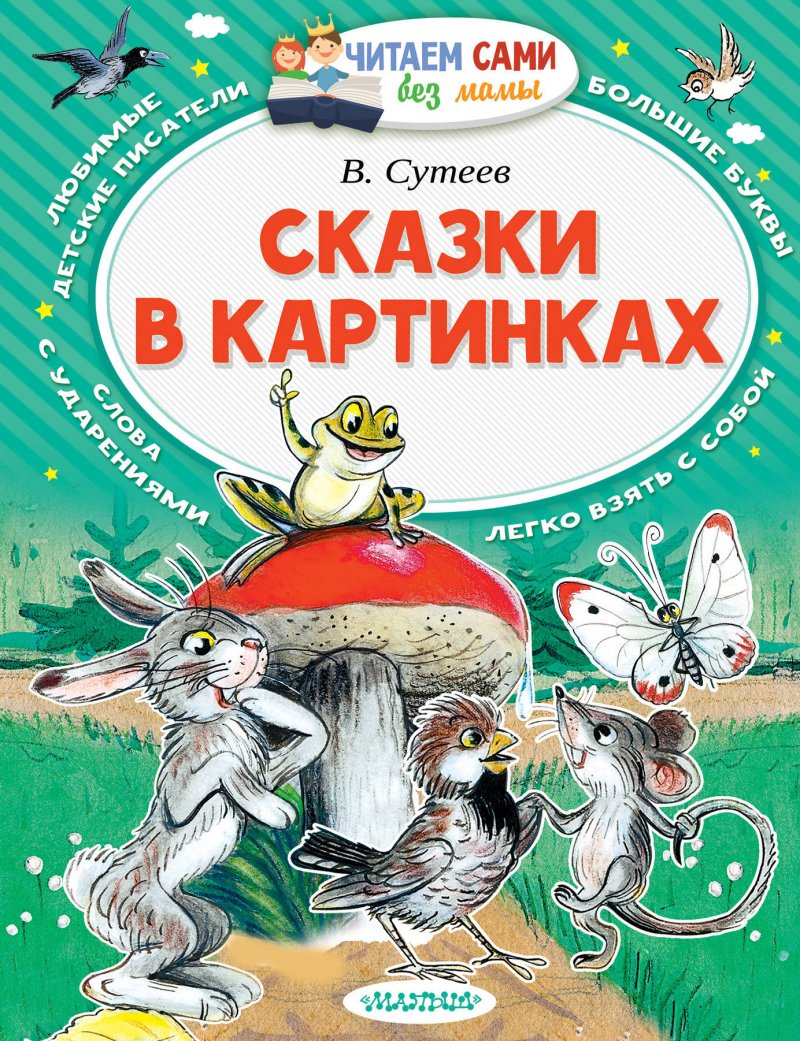 ЧИТАЕМ САМИ
без мамы
ЛЮБИМЫЕ
ДЕТСКИЕ ПИСАТЕЛИ
БОЛЬШИЕ БУКВЫ
В. Сутеев
СКАЗКИ
В КАРТИНКАХ
СЛОВА
С УДАРЕНИЯМИ
ЛЕГКО ВЗЯТЬ С СОБОЙ
«МАЛЫШ»